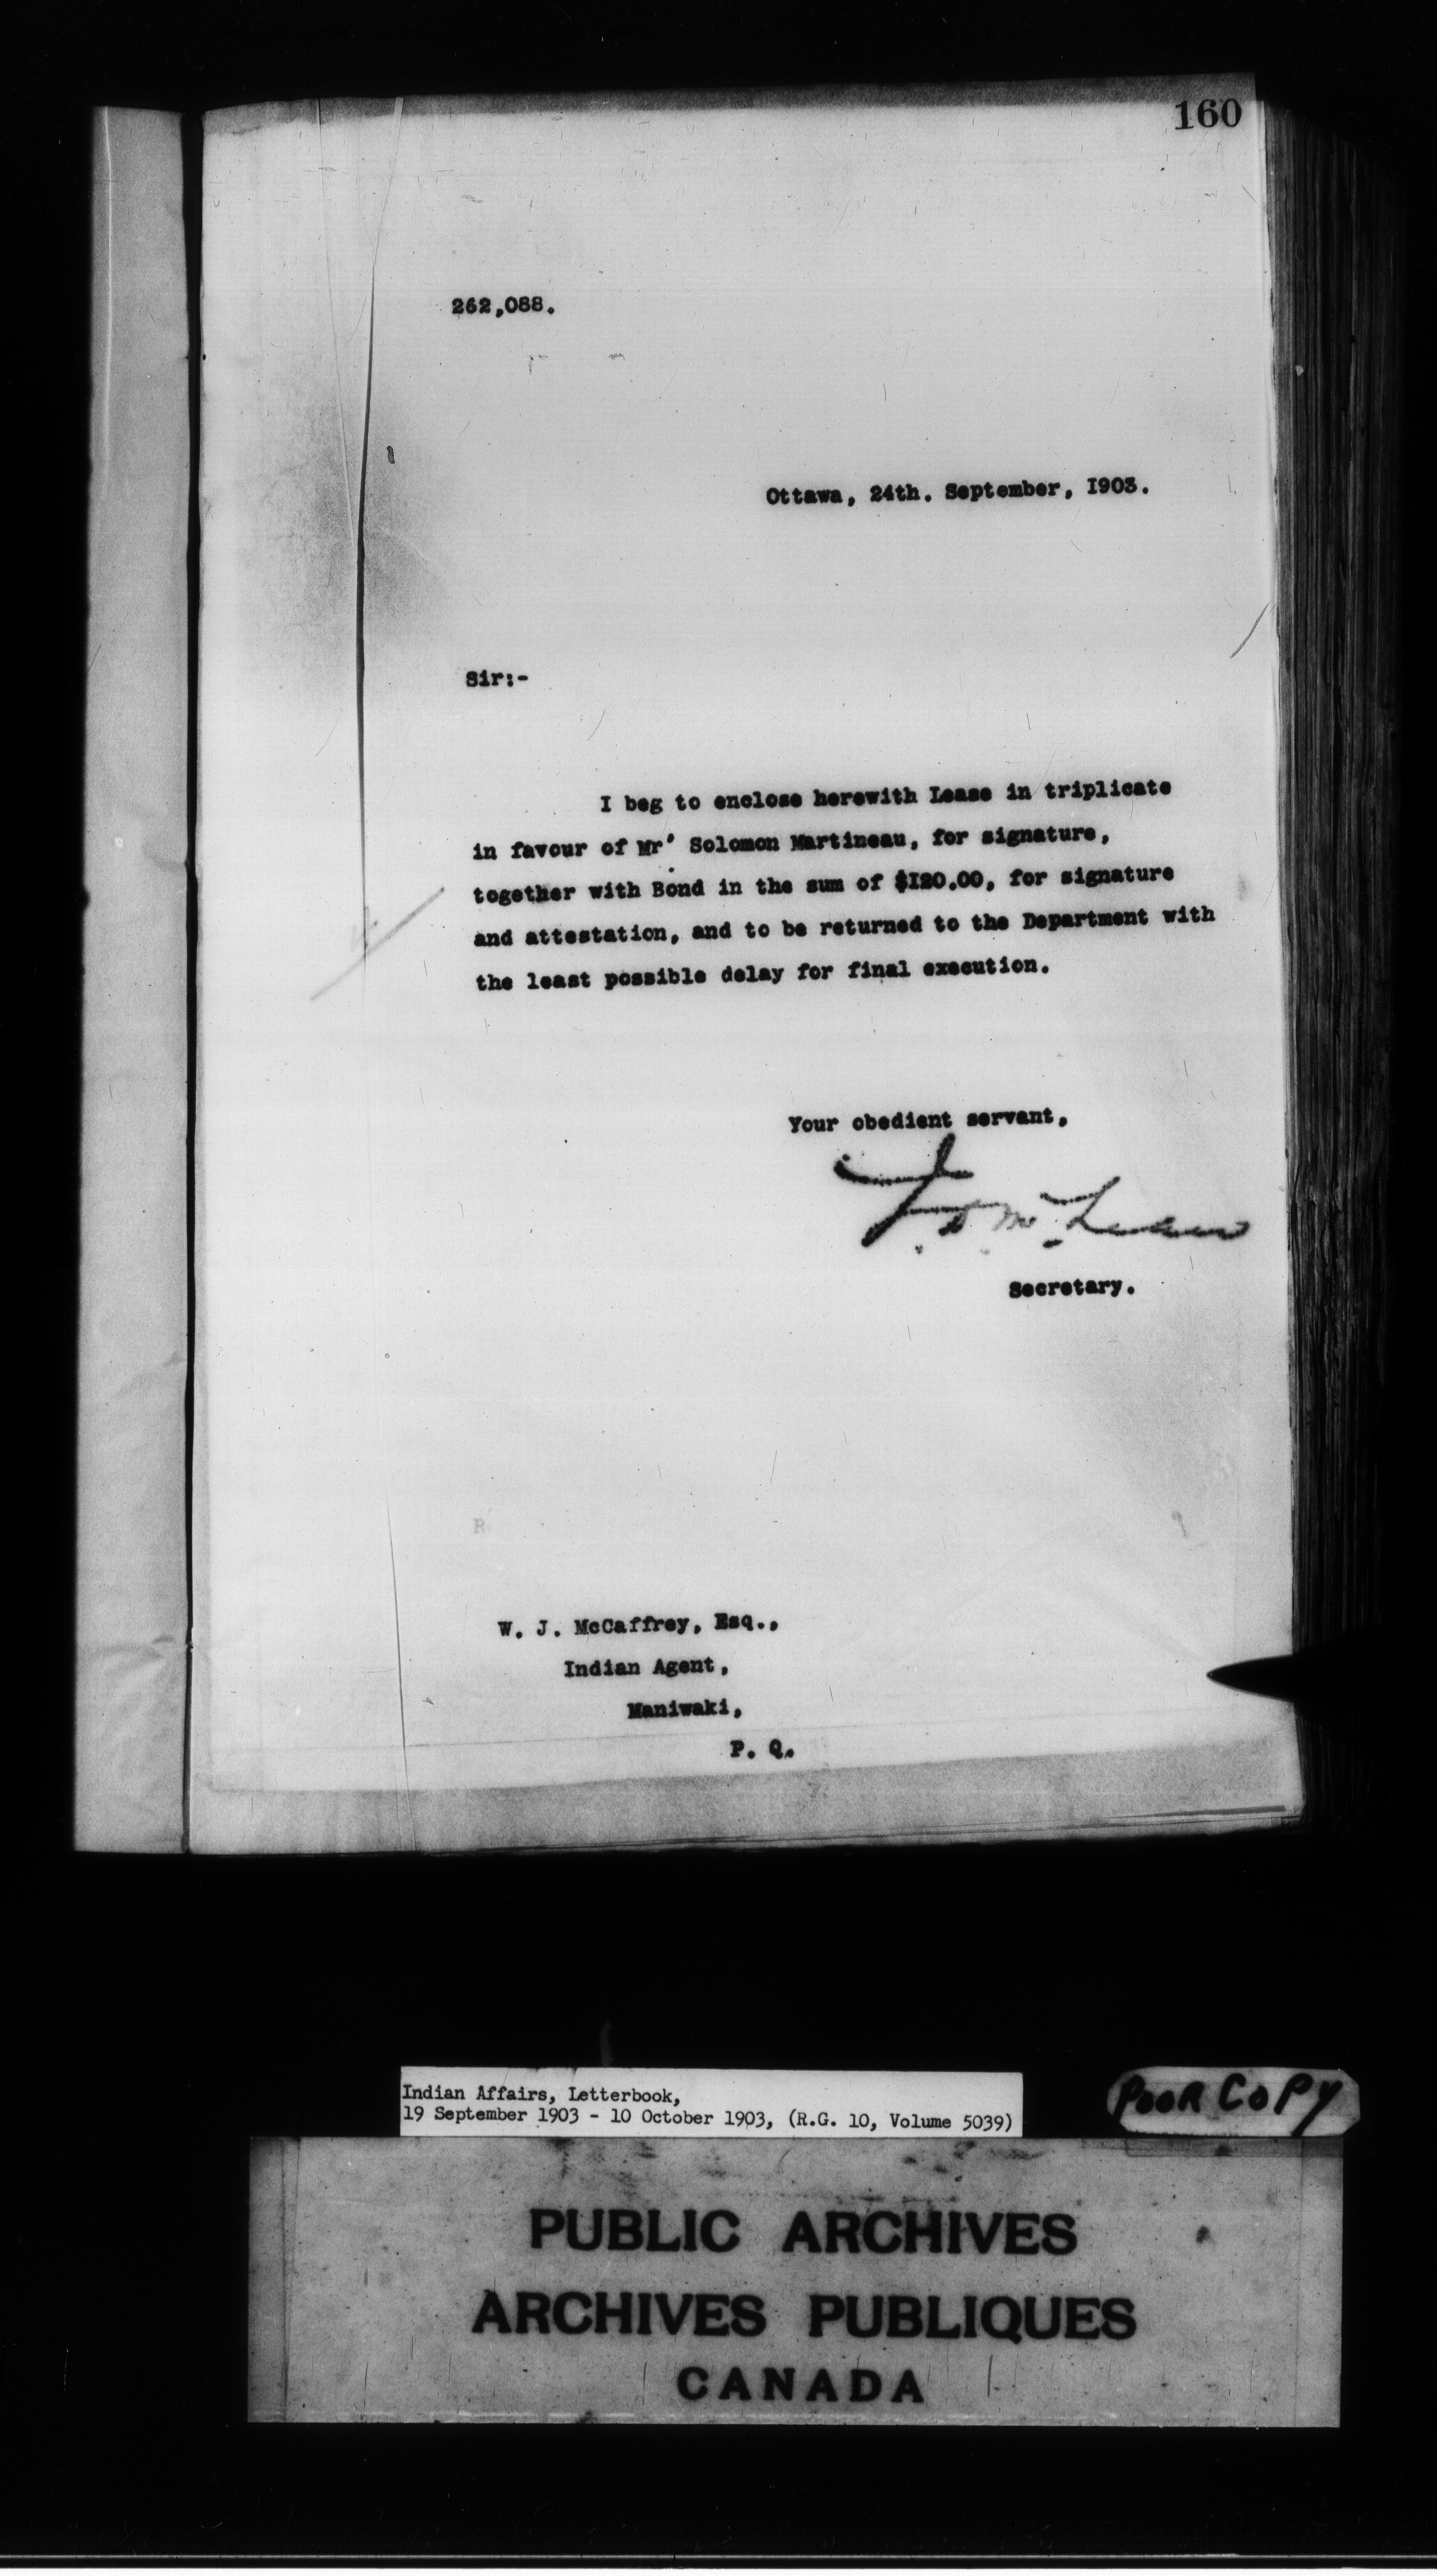 160
262,088.
Ottawa, 24th. September, I903.
Sir:-
I beg to enclose herewith Lease in triplicate
in favour of Mr' Solomon Martineau, for signature,
together with Bond in the sum of $I20.00, for signature
and attestation, and to be returned to the Department with
the least possible delay for final execution.
Your obedient servant,
J. D. McLean
Secretary.
W. J. McCaffrey, Esq.,
Indian Agent,
Maniwaki,
P. Q.
Indian Affairs, Letterbook,
19 September 1903 - 10 October 1903, (R.G. 10, Volume 5039)
POOR COPY
PUBLIC ARCHIVES
ARCHIVES PUBLIQUES
CANADA